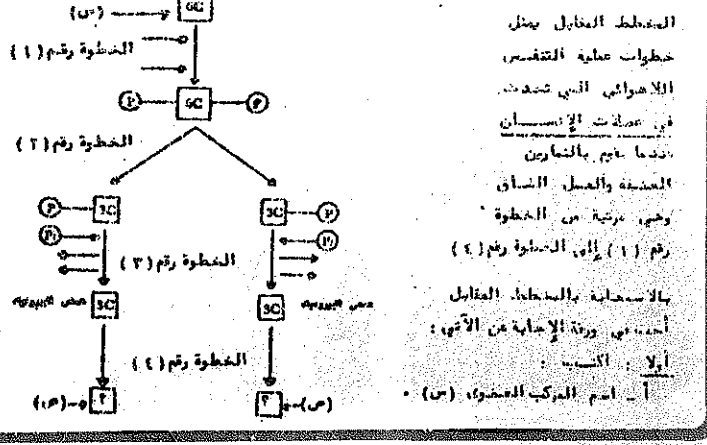 المخطط المقابل يمثل
خطوات عملية التنفس
اللاهوائي التي تحدث
في عضلات الإنسان
عندما يقوم بالتمارين
العنيفة والعمل الشاق
وهي مرتبة من الخطوة
رقم (١) إلى الخطوة رقم (٤)
بالاستعانة بالمخطط المقابل
أجب في ورقة الإجابة عن الآتي :
أولا : اكتب :
أ ـ اسم المركب العضوي (س) .
(س)
6C
الخطوة رقم (١)
P 6C P
الخطوة رقم (٢)
P 3C 3C P
Pi Pi
الخطوة رقم (٣)
3C حمض البيروفيك
3C حمض البيروفيك
الخطوة رقم (٤)
(ص) ؟ ؟ (ص)